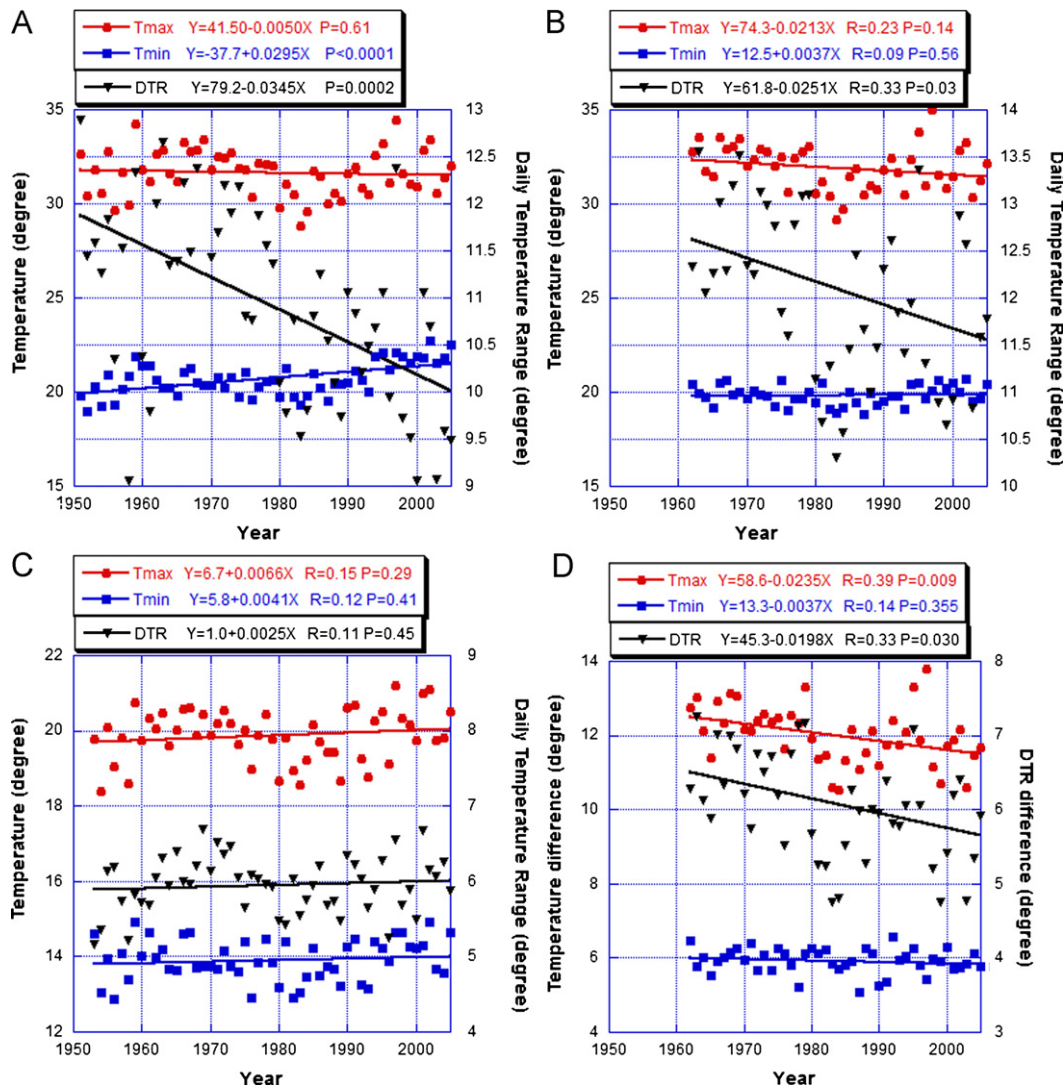 A
Tmax Y=41.50-0.0050X P=0.61
Tmin Y=-37.7+0.0295X P<0.0001
DTR Y=79.2-0.0345X P=0.0002
35
30
25
20
15
Temperature (degree)
13
12.5
12
11.5
11
10.5
10
9.5
9
Daily Temperature Range (degree)
1950
1960
1970
1980
1990
2000
Year
B
Tmax Y=74.3-0.0213X R=0.23 P=0.14
Tmin Y=12.5+0.0037X R=0.09 P=0.56
DTR Y=61.8-0.0251X R=0.33 P=0.03
35
30
25
20
15
Temperature (degree)
14
13.5
13
12.5
12
11.5
11
10.5
10
Daily Temperature Range (degree)
1950
1960
1970
1980
1990
2000
Year
C
Tmax Y=6.7+0.0066X R=0.15 P=0.29
Tmin Y=5.8+0.0041X R=0.12 P=0.41
DTR Y=1.0+0.0025X R=0.11 P=0.45
22
20
18
16
14
12
Temperature (degree)
9
8
7
6
5
4
Daily Temperature Range (degree)
1950
1960
1970
1980
1990
2000
Year
D
Tmax Y=58.6-0.0235X R=0.39 P=0.009
Tmin Y=13.3-0.0037X R=0.14 P=0.355
DTR Y=45.3-0.0198X R=0.33 P=0.030
14
12
10
8
6
4
Temperature difference (degree)
8
7
6
5
4
3
DTR difference (degree)
1950
1960
1970
1980
1990
2000
Year